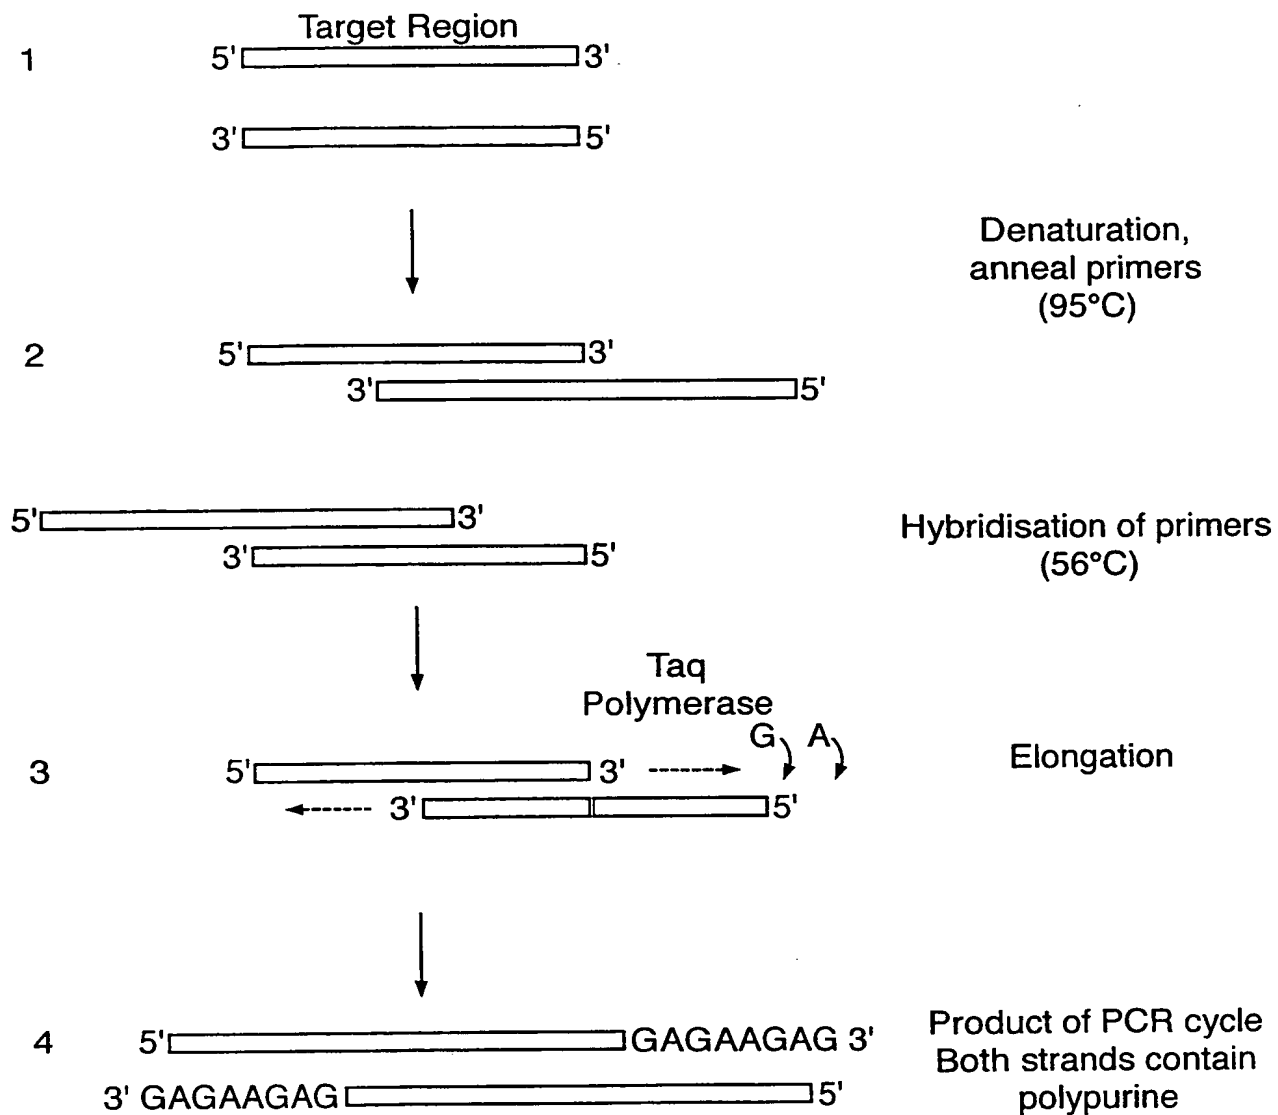 Target Region
1 5' 3'
3' 5'
Denaturation,
anneal primers
(95°C)
2 5' 3'
3' 5'
5' 3'
3' 5'
Hybridisation of primers
(56°C)
Taq
Polymerase
G A
3 5' 3'
Elongation
3' 5'
4 5' GAGAAGAG 3'
3' GAGAAGAG 5'
Product of PCR cycle
Both strands contain
polypurine